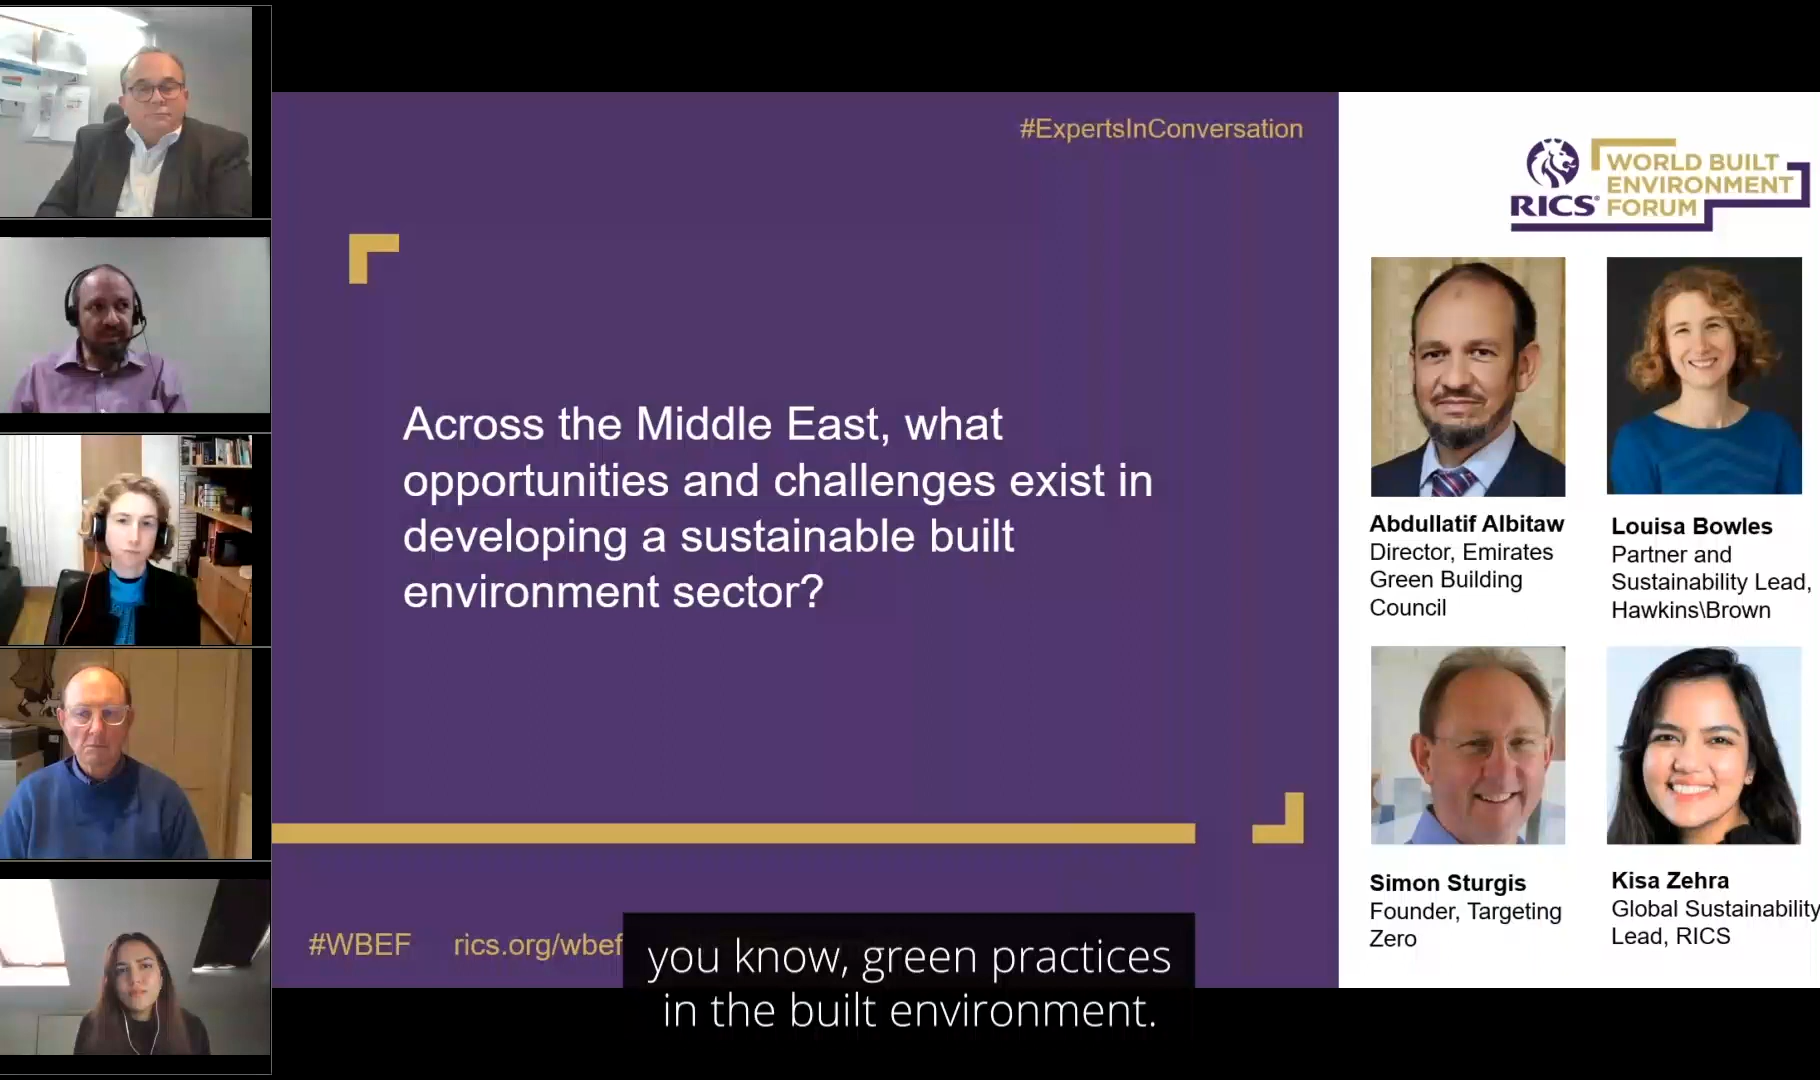 #ExpertsInConversation
Across the Middle East, what
opportunities and challenges exist in
developing a sustainable built
environment sector?
#WBEF rics.org/wbef
you know, green practices
in the built environment.
RICS
WORLD BUILT
ENVIRONMENT
FORUM
Abdullatif Albitaw
Director, Emirates
Green Building
Council
Louisa Bowles
Partner and
Sustainability Lead,
Hawkins\Brown
Simon Sturgis
Founder, Targeting
Zero
Kisa Zehra
Global Sustainability
Lead, RICS